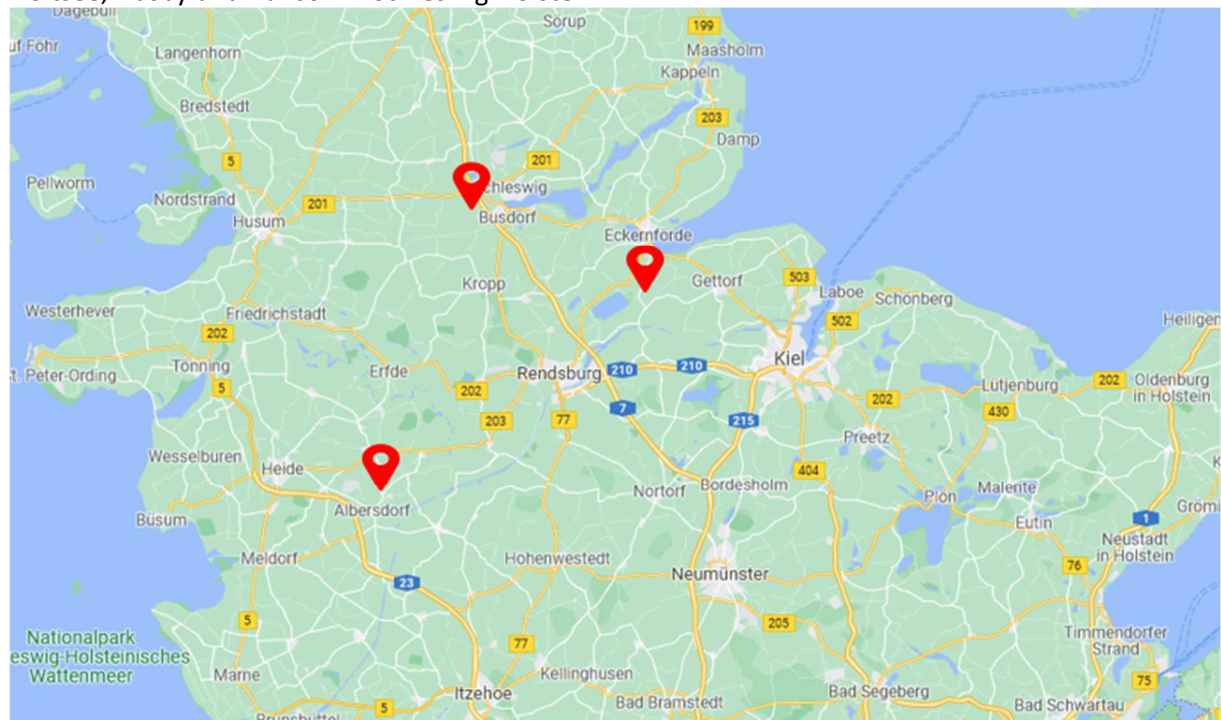 Dagebüll
Sörup
199
Maasholm
uf Föhr
Langenhorn
Kappeln
Bredstedt
203
Damp
5
201
Pellworm
chleswig
Nordstrand
201
Husum
Busdorf
Eckernförde
Kropp
Gettorf
503
Laboe
Schönberg
Westerhever
Friedrichstadt
502
Heiligen
202
Tönning
Kiel
t. Peter-Ording
Erfde
Rendsburg
210
210
5
202
Lütjenburg
202
Oldenburg
in Holstein
203
77
7
215
202
430
Preetz
Wesselburen
Heide
404
Nortorf
Bordesholm
Malente
Plön
Büsum
Albersdorf
Eutin
1
Grömi
Neustadt
in Holstein
Meldorf
Hohenwestedt
Neumünster
76
23
5
205
Nationalpark
eswig-Holsteinisches
Wattenmeer
77
Timmendorfer
Strand
Marne
Kellinghusen
75
Itzehoe
Bad Bramstedt
Bad Segeberg
5
Bad Schwartau